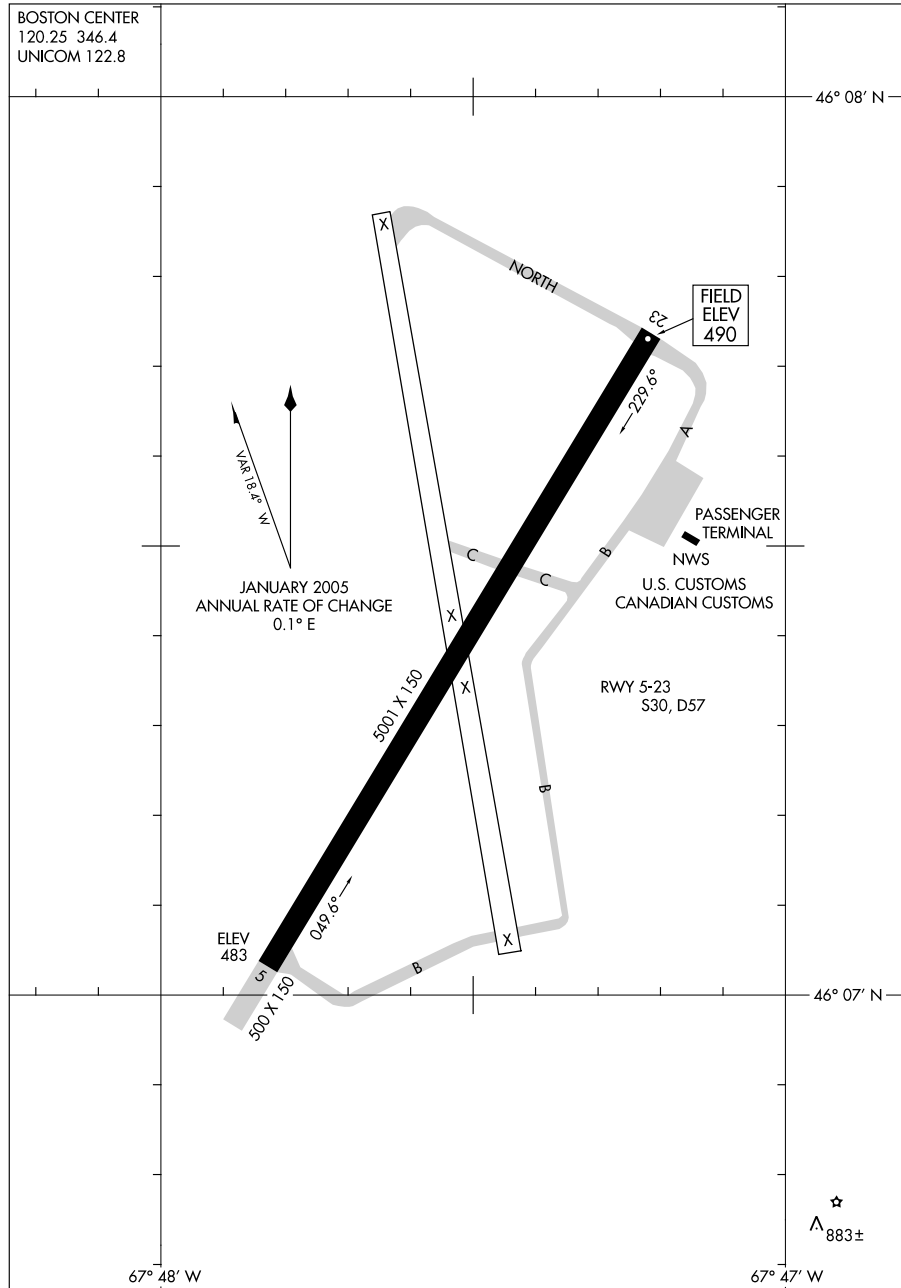 BOSTON CENTER
120.25 346.4
UNICOM 122.8
46° 08' N
X
NORTH
23
FIELD
ELEV
490
229.6°
A
VAR 18.4° W
PASSENGER
TERMINAL
NWS
B
C
C
U.S. CUSTOMS
CANADIAN CUSTOMS
JANUARY 2005
ANNUAL RATE OF CHANGE
0.1° E
X
X
RWY 5-23
S30, D57
5001 X 150
B
049.6°
ELEV
483
X
B
5
500 X 150
46° 07' N
883±
67° 48' W
67° 47' W